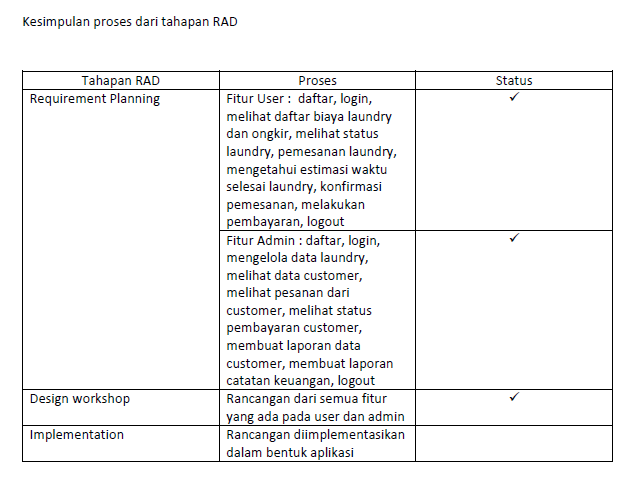 Kesimpulan proses dari tahapan RAD
Tahapan RAD Proses Status
Requirement Planning Fitur User : daftar, login, ✓
melihat daftar biaya laundry
dan ongkir, melihat status
laundry, pemesanan laundry,
mengetahui estimasi waktu
selesai laundry, konfirmasi
pemesanan, melakukan
pembayaran, logout
Fitur Admin : daftar, login, ✓
mengelola data laundry,
melihat data customer,
melihat pesanan dari
customer, melihat status
pembayaran customer,
membuat laporan data
customer, membuat laporan
catatan keuangan, logout
Design workshop Rancangan dari semua fitur ✓
yang ada pada user dan admin
Implementation Rancangan diimplementasikan
dalam bentuk aplikasi